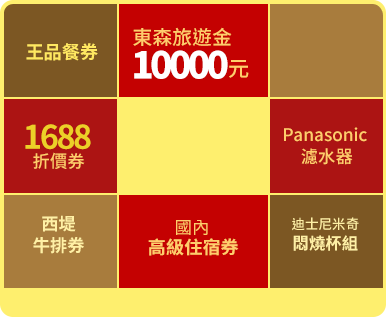 王品餐券
東森旅遊金
10000元
1688
折價券
Panasonic
濾水器
西堤
牛排券
國內
高級住宿券
迪士尼米奇
悶燒杯組